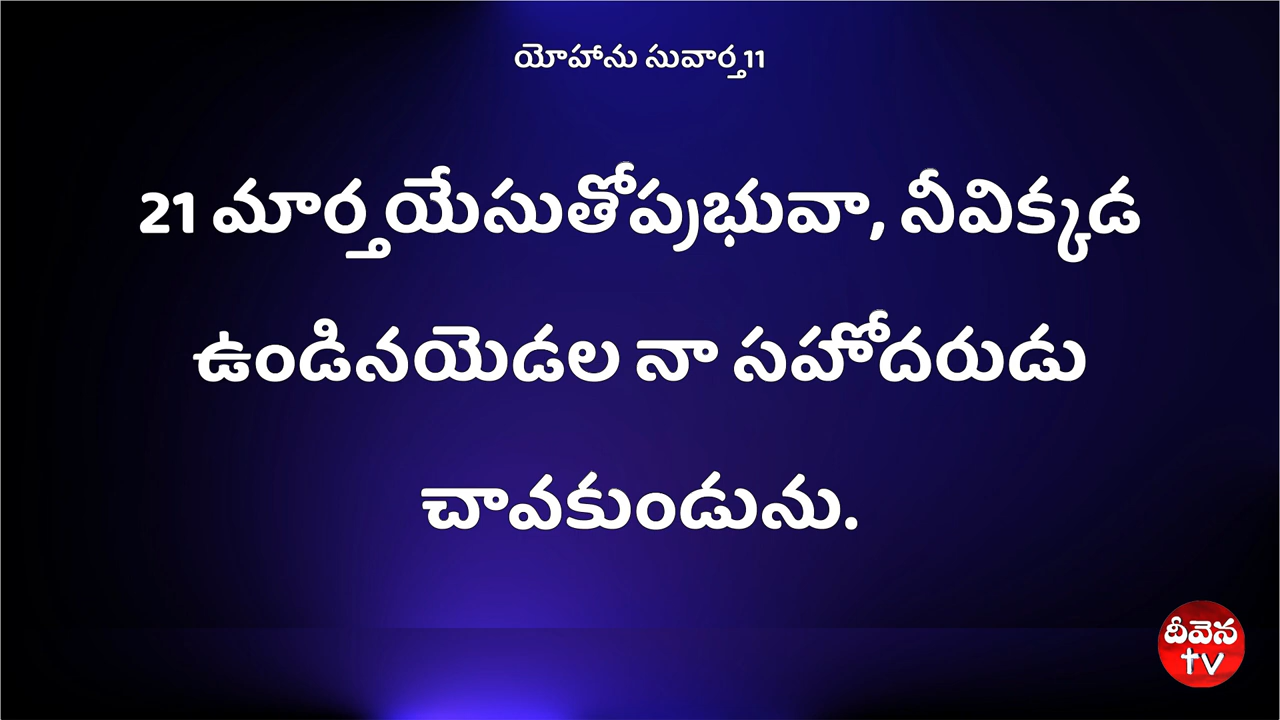 యోహాను సువార్త 11
21 మార్త యేసుతోప్రభువా, నీవిక్కడ
ఉండినయెడల నా సహోదరుడు
చావకుండును.
దీవెన
tv